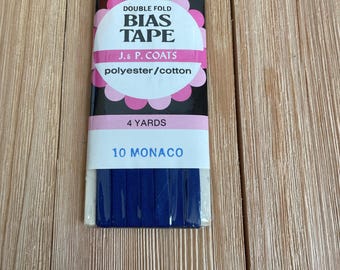 DOUBLE FOLD
BIAS
TAPE
J. & P. COATS
polyester/cotton
4 YARDS
10 MONACO